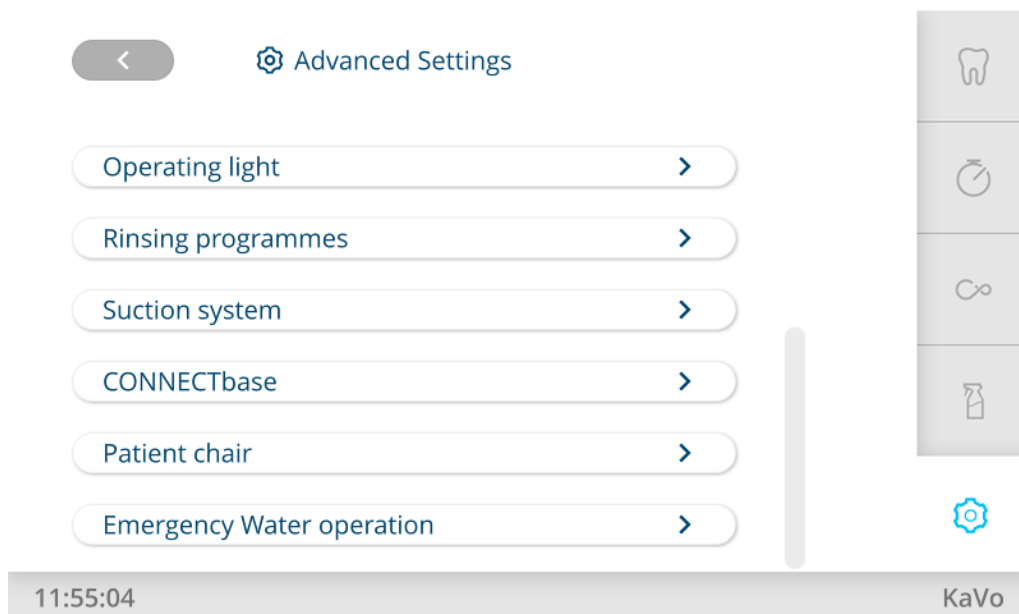 Advanced Settings
Operating light
Rinsing programmes
Suction system
CONNECTbase
Patient chair
Emergency Water operation
11:55:04
KaVo